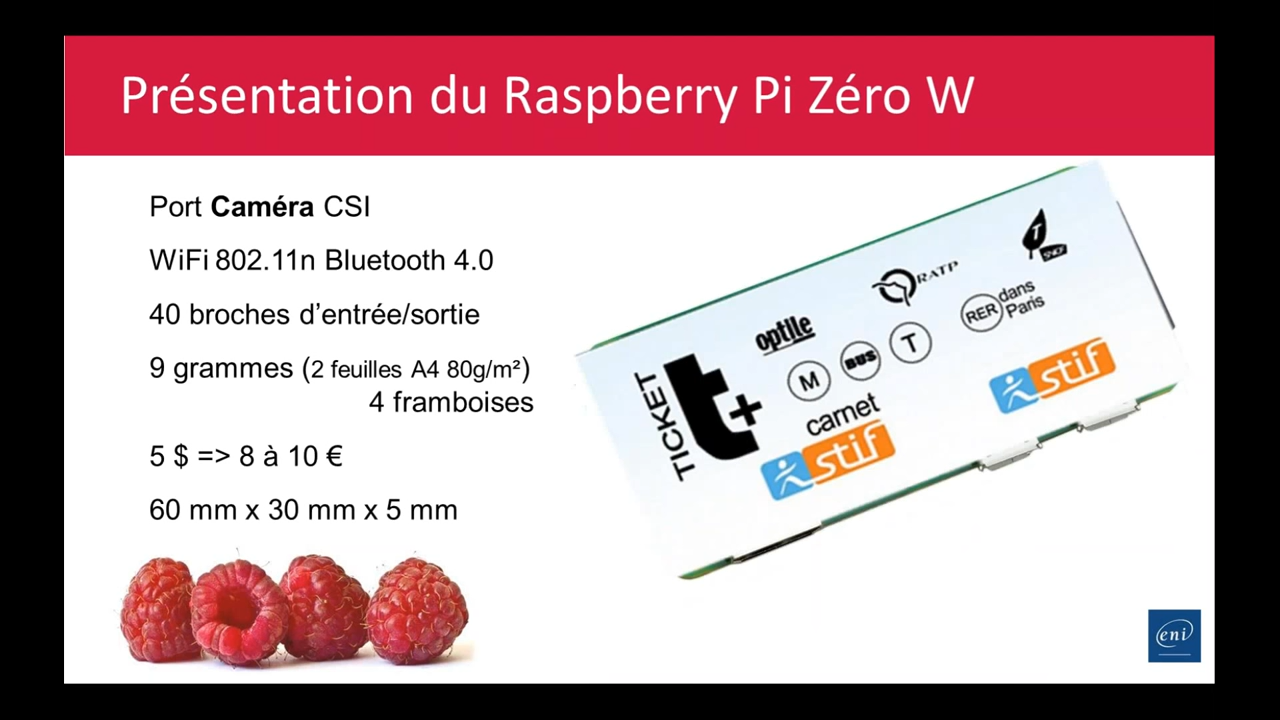 Présentation du Raspberry Pi Zéro W
Port Caméra CSI
WiFi 802.11n Bluetooth 4.0
40 broches d’entrée/sortie
9 grammes (2 feuilles A4 80g/m²)
4 framboises
5 $ => 8 à 10 €
60 mm x 30 mm x 5 mm
TICKET
t+
optile
M
BUS
T
carnet
stif
RATP
RER
dans
Paris
T
SNCF
stif
eni